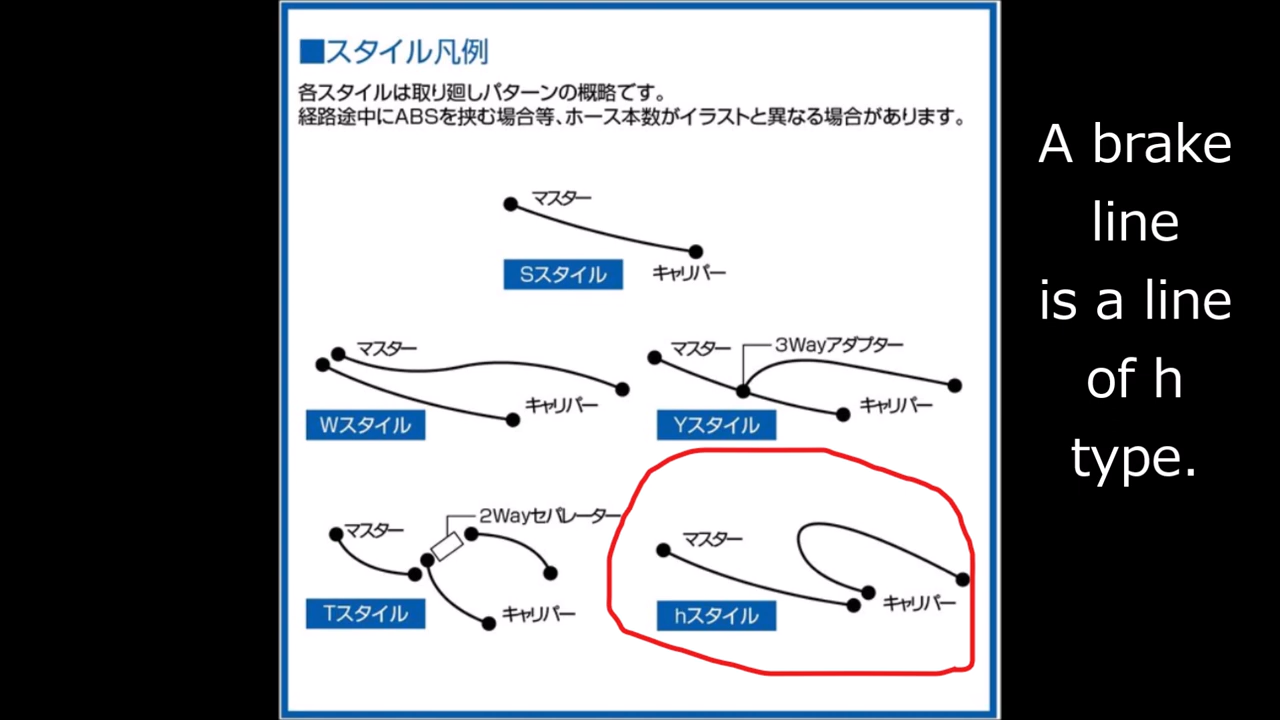 ■スタイル凡例
各スタイルは取り廻しパターンの概略です。
経路途中にABSを挟む場合等、ホース本数がイラストと異なる場合があります。
マスター
Sスタイル
キャリパー
マスター
キャリパー
Wスタイル
マスター
3Wayアダプター
キャリパー
Yスタイル
マスター
2Wayセパレーター
キャリパー
Tスタイル
マスター
キャリパー
hスタイル
A brake
line
is a line
of h
type.